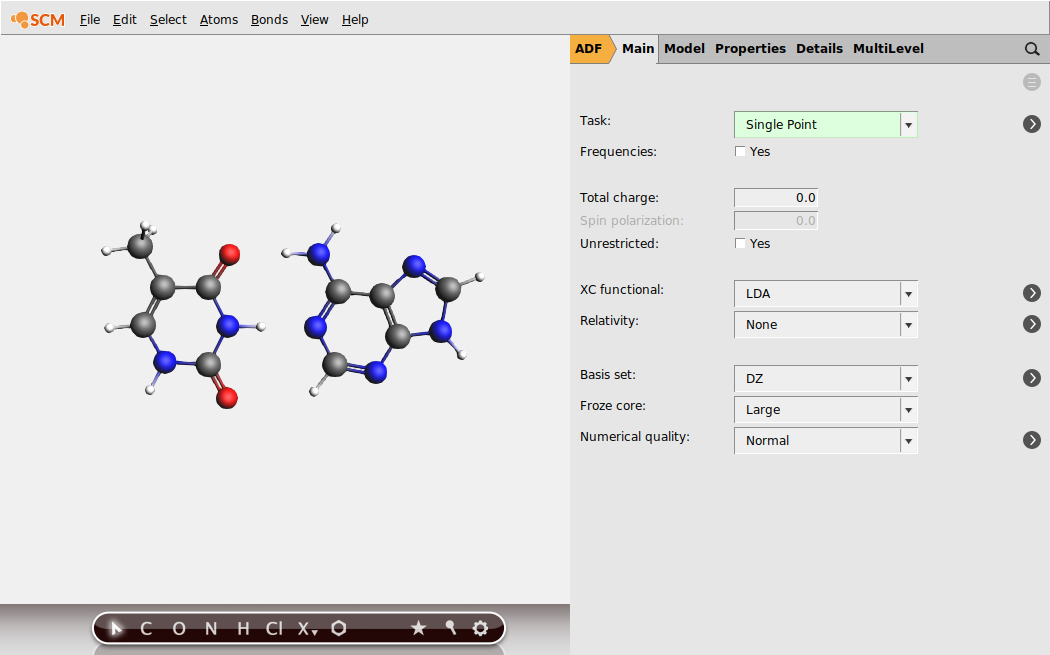 SCM File Edit Select Atoms Bonds View Help
ADF Main Model Properties Details MultiLevel
Task: Single Point
Frequencies: Yes
Total charge: 0.0
Spin polarization: 0.0
Unrestricted: Yes
XC functional: LDA
Relativity: None
Basis set: DZ
Froze core: Large
Numerical quality: Normal
C O N H Cl X